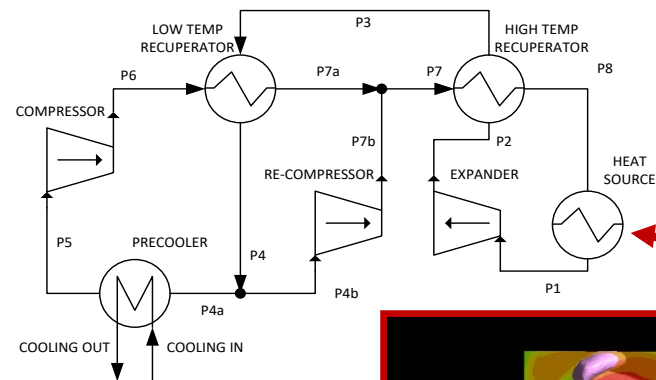 P3
LOW TEMP
RECUPERATOR
HIGH TEMP
RECUPERATOR
P6
P7a
P7
P8
COMPRESSOR
P7b
P2
RE-COMPRESSOR
EXPANDER
HEAT
SOURCE
P5
PRECOOLER
P4
P4a
P4b
P1
COOLING OUT
COOLING IN